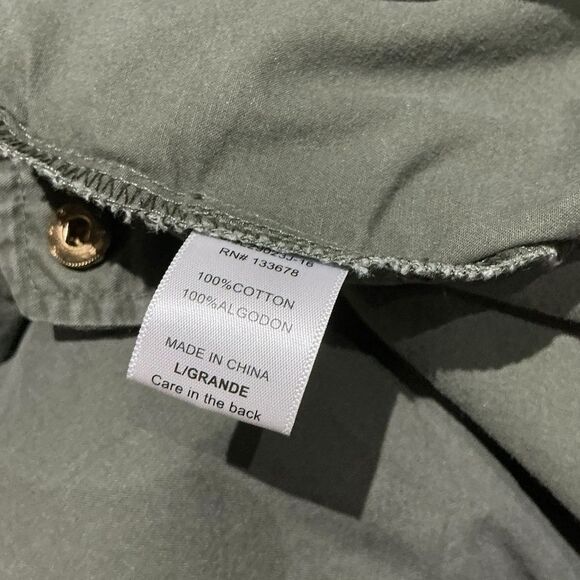 RN# 133678
100%COTTON
100%ALGODON
MADE IN CHINA
L/GRANDE
Care in the back